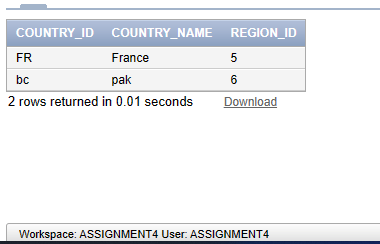 COUNTRY_ID COUNTRY_NAME REGION_ID
FR France 5
bc pak 6
2 rows returned in 0.01 seconds Download
Workspace: ASSIGNMENT4 User: ASSIGNMENT4